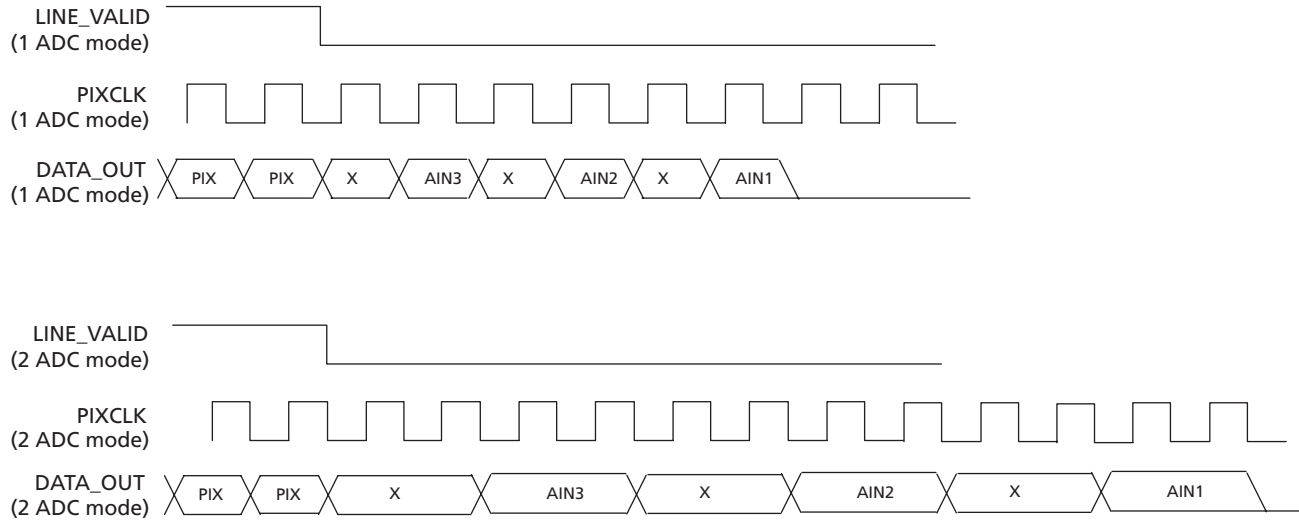 LINE_VALID
(1 ADC mode)
PIXCLK
(1 ADC mode)
DATA_OUT
(1 ADC mode)
PIX PIX X AIN3 X AIN2 X AIN1
LINE_VALID
(2 ADC mode)
PIXCLK
(2 ADC mode)
DATA_OUT
(2 ADC mode)
PIX PIX X AIN3 X AIN2 X AIN1